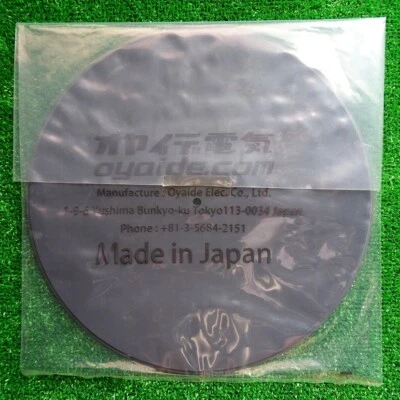 オヤイデ電気
oyaide.com
Manufacture : Oyaide Elec. Co., Ltd.
1-9-6 Yushima Bunkyo-ku Tokyo113-0034 Japan
Phone : +81-3-5684-2151
Made in Japan